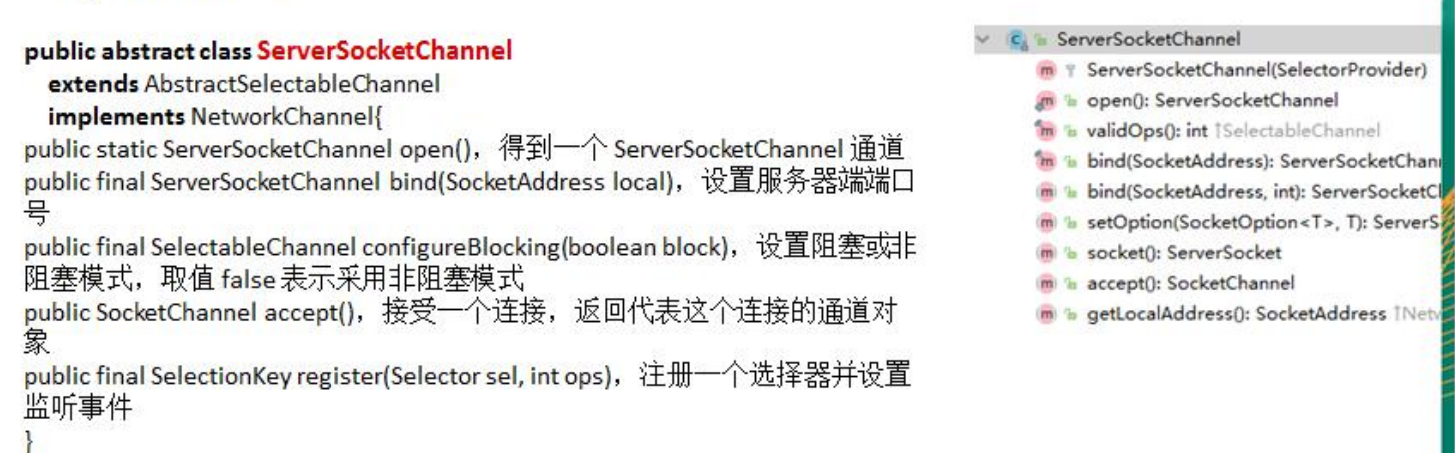 public abstract class ServerSocketChannel
extends AbstractSelectableChannel
implements NetworkChannel{
public static ServerSocketChannel open()，得到一个 ServerSocketChannel 通道
public final ServerSocketChannel bind(SocketAddress local)，设置服务器端端口
号
public final SelectableChannel configureBlocking(boolean block)，设置阻塞或非
阻塞模式，取值 false 表示采用非阻塞模式
public SocketChannel accept()，接受一个连接，返回代表这个连接的通道对
象
public final SelectionKey register(Selector sel, int ops)，注册一个选择器并设置
监听事件
}
ServerSocketChannel
ServerSocketChannel(SelectorProvider)
open(): ServerSocketChannel
validOps(): int ↑SelectableChannel
bind(SocketAddress): ServerSocketChann
bind(SocketAddress, int): ServerSocketCl
setOption(SocketOption<T>, T): ServerS
socket(): ServerSocket
accept(): SocketChannel
getLocalAddress(): SocketAddress ↑Netw